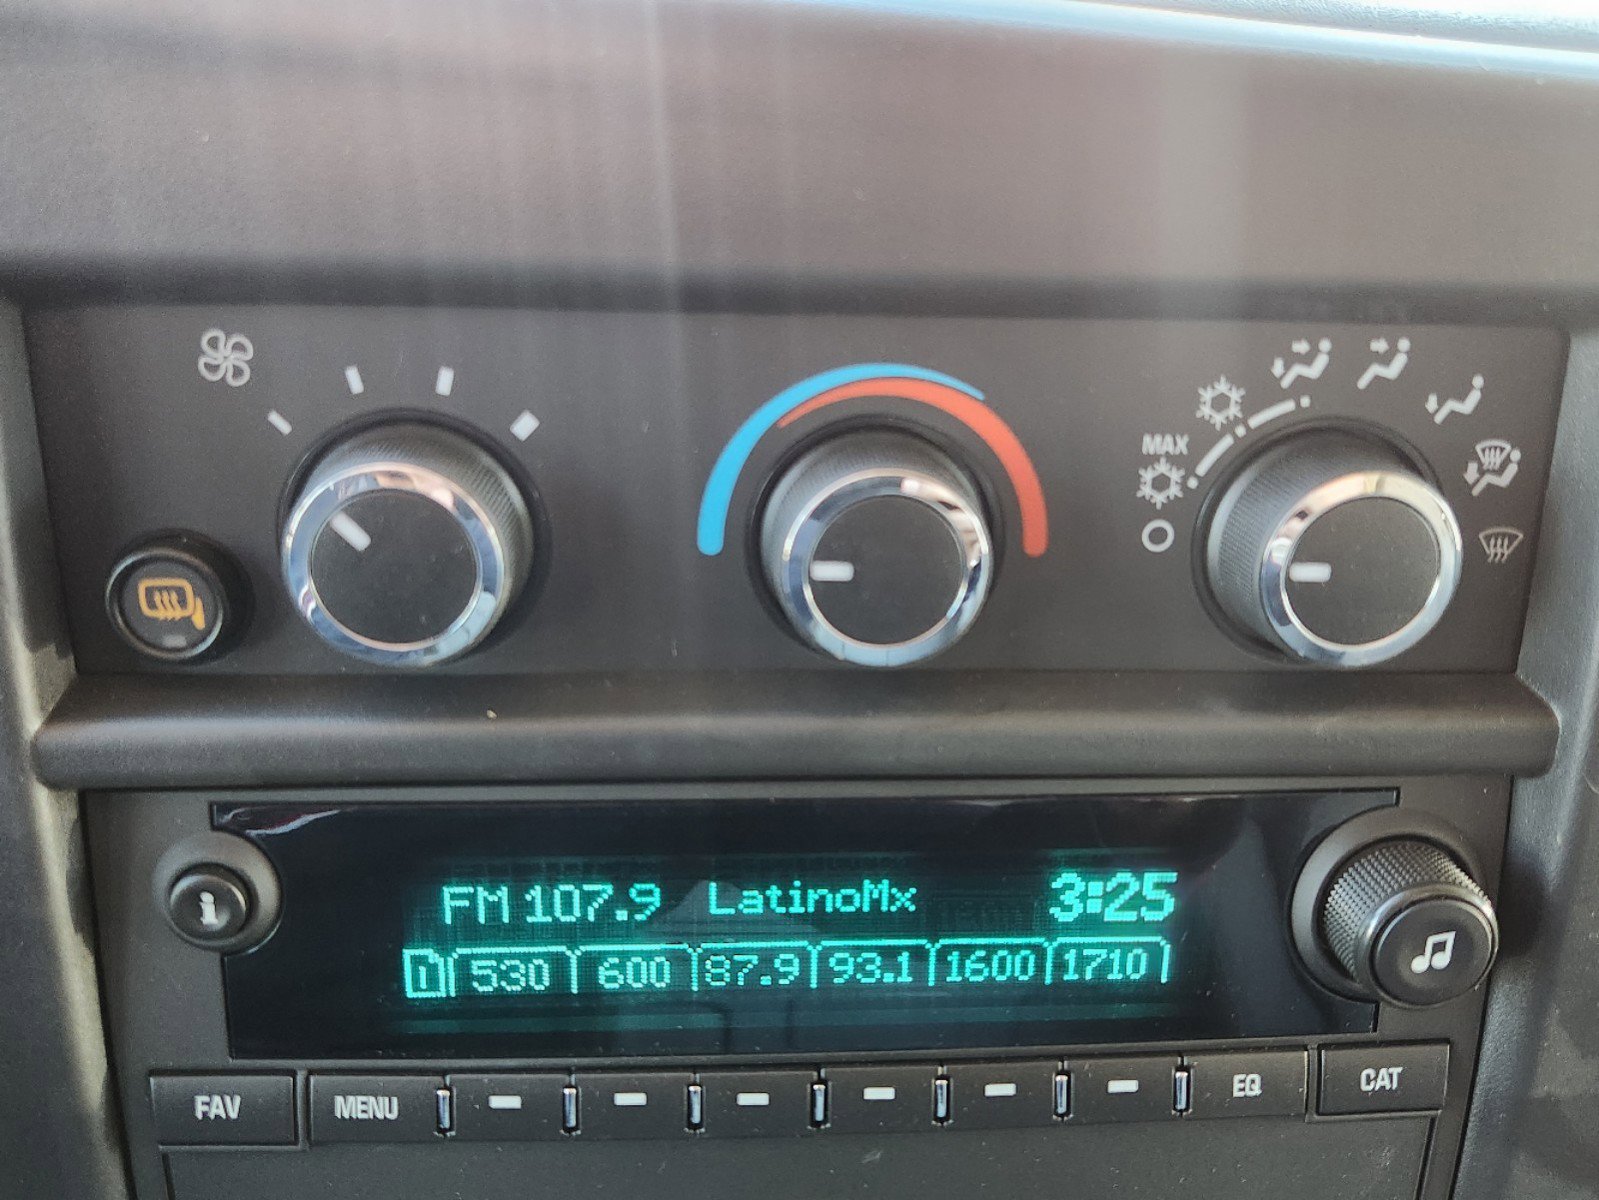 MAX
FM 107.9 LatinoMx 3:25
1 530 600 87.9 93.1 1600 1710
i
FAV MENU EQ CAT